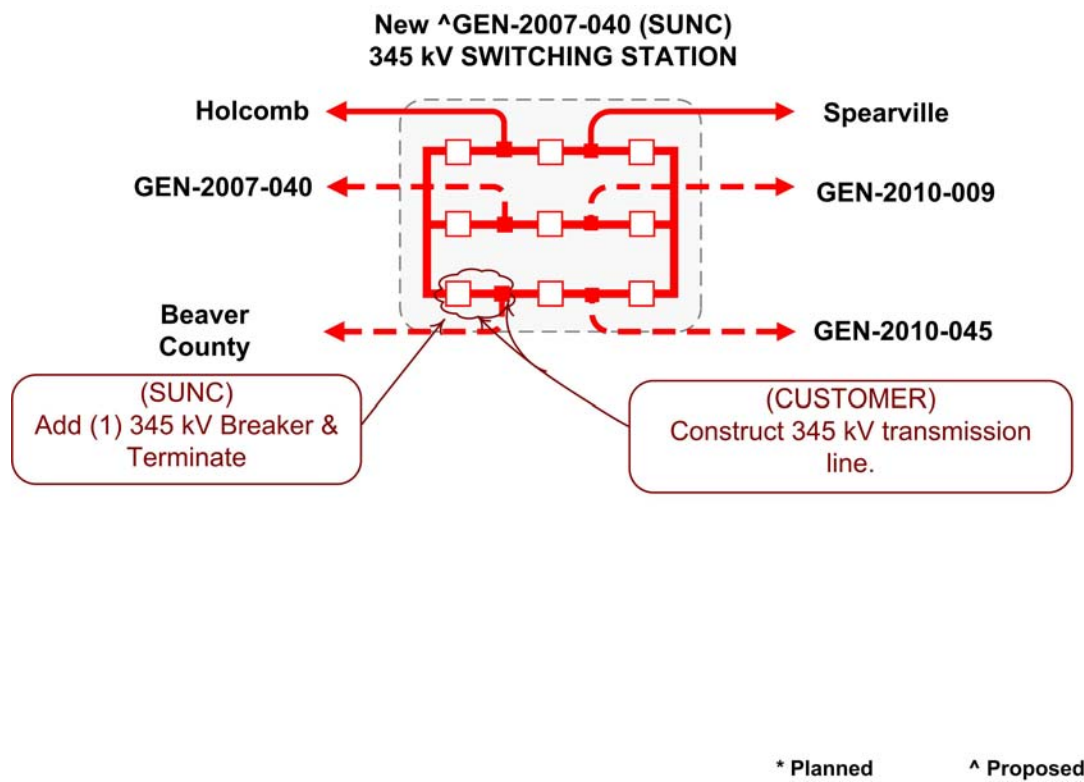 New ^GEN-2007-040 (SUNC)
345 kV SWITCHING STATION
Holcomb
Spearville
GEN-2007-040
GEN-2010-009
Beaver
County
GEN-2010-045
(SUNC)
Add (1) 345 kV Breaker &
Terminate
(CUSTOMER)
Construct 345 kV transmission
line.
* Planned
^ Proposed